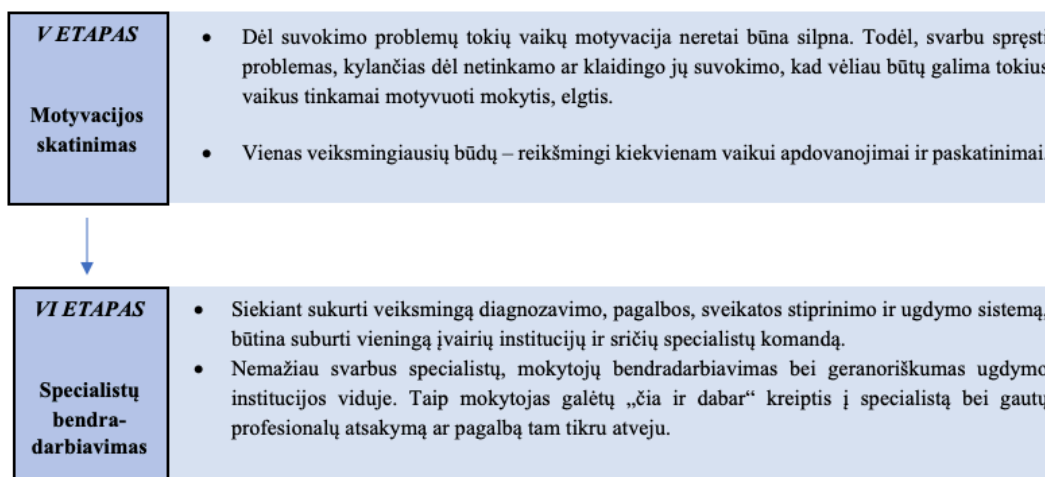 V ETAPAS
Motyvacijos
skatinimas
• Dėl suvokimo problemų tokių vaikų motyvacija neretai būna silpna. Todėl, svarbu spręsti
problemas, kylančias dėl netinkamo ar klaidingo jų suvokimo, kad vėliau būtų galima tokius
vaikus tinkamai motyvuoti mokytis, elgtis.
• Vienas veiksmingiausių būdų – reikšmingi kiekvienam vaikui apdovanojimai ir paskatinimai.
VI ETAPAS
Specialistų
bendra-
darbiavimas
• Siekiant sukurti veiksmingą diagnozavimo, pagalbos, sveikatos stiprinimo ir ugdymo sistemą,
būtina suburti vieningą įvairių institucijų ir sričių specialistų komandą.
• Nemažiau svarbus specialistų, mokytojų bendradarbiavimas bei geranoriškumas ugdymo
institucijos viduje. Taip mokytojas galėtų „čia ir dabar“ kreiptis į specialistą bei gautų
profesionalų atsakymą ar pagalbą tam tikru atveju.